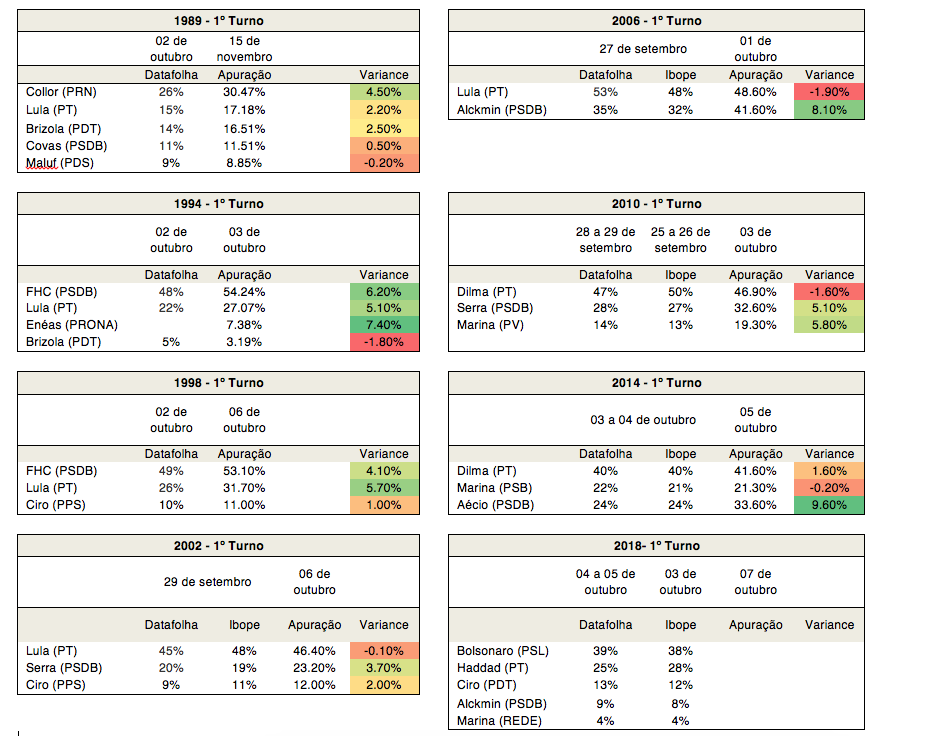 1989 - 1º Turno
02 de outubro 15 de novembro
Datafolha Apuração Variance
Collor (PRN) 26% 30.47% 4.50%
Lula (PT) 15% 17.18% 2.20%
Brizola (PDT) 14% 16.51% 2.50%
Covas (PSDB) 11% 11.51% 0.50%
Maluf (PDS) 9% 8.85% -0.20%
2006 - 1º Turno
27 de setembro 01 de outubro
Datafolha Ibope Apuração Variance
Lula (PT) 53% 48% 48.60% -1.90%
Alckmin (PSDB) 35% 32% 41.60% 8.10%
1994 - 1º Turno
02 de outubro 03 de outubro
Datafolha Apuração Variance
FHC (PSDB) 48% 54.24% 6.20%
Lula (PT) 22% 27.07% 5.10%
Enéas (PRONA) 7.38% 7.40%
Brizola (PDT) 5% 3.19% -1.80%
2010 - 1º Turno
28 a 29 de setembro 25 a 26 de setembro 03 de outubro
Datafolha Ibope Apuração Variance
Dilma (PT) 47% 50% 46.90% -1.60%
Serra (PSDB) 28% 27% 32.60% 5.10%
Marina (PV) 14% 13% 19.30% 5.80%
1998 - 1º Turno
02 de outubro 06 de outubro
Datafolha Apuração Variance
FHC (PSDB) 49% 53.10% 4.10%
Lula (PT) 26% 31.70% 5.70%
Ciro (PPS) 10% 11.00% 1.00%
2014 - 1º Turno
03 a 04 de outubro 05 de outubro
Datafolha Ibope Apuração Variance
Dilma (PT) 40% 40% 41.60% 1.60%
Marina (PSB) 22% 21% 21.30% -0.20%
Aécio (PSDB) 24% 24% 33.60% 9.60%
2002 - 1º Turno
29 de setembro 06 de outubro
Datafolha Ibope Apuração Variance
Lula (PT) 45% 48% 46.40% -0.10%
Serra (PSDB) 20% 19% 23.20% 3.70%
Ciro (PPS) 9% 11% 12.00% 2.00%
2018- 1º Turno
04 a 05 de outubro 03 de outubro 07 de outubro
Datafolha Ibope Apuração Variance
Bolsonaro (PSL) 39% 38%
Haddad (PT) 25% 28%
Ciro (PDT) 13% 12%
Alckmin (PSDB) 9% 8%
Marina (REDE) 4% 4%